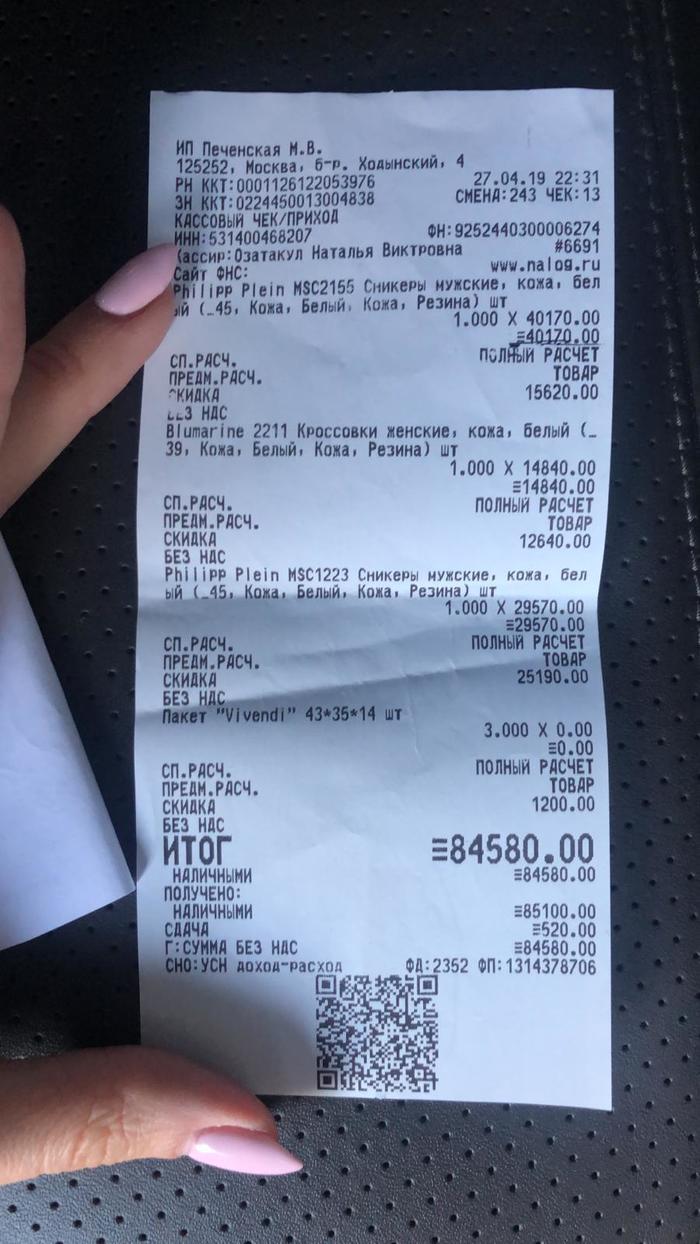 ИП Печенская М.В.
125252, Москва, б-р. Ходынский, 4
РН ККТ:0001126122053976 27.04.19 22:31
ЗН ККТ:0224450013004838 СМЕНА:243 ЧЕК:13
КАССОВЫЙ ЧЕК/ПРИХОД
ИНН:531400468207 ФН:9252440300006274
Кассир:Озатакул Наталья Виктровна #6691
Сайт ФНС: www.nalog.ru
Philipp Plein MSC2155 Сникеры мужские, кожа, бел
ый (_45, Кожа, Белый, Кожа, Резина) шт
1.000 X 40170.00
≡40170.00
СП.РАСЧ. ПОЛНЫЙ РАСЧЕТ
ПРЕДМ.РАСЧ. ТОВАР
СКИДКА 15620.00
БЕЗ НДС
Blumarine 2211 Кроссовки женские, кожа, белый (_
39, Кожа, Белый, Кожа, Резина) шт
1.000 X 14840.00
≡14840.00
СП.РАСЧ. ПОЛНЫЙ РАСЧЕТ
ПРЕДМ.РАСЧ. ТОВАР
СКИДКА 12640.00
БЕЗ НДС
Philipp Plein MSC1223 Сникеры мужские, кожа, бел
ый (_45, Кожа, Белый, Кожа, Резина) шт
1.000 X 29570.00
≡29570.00
СП.РАСЧ. ПОЛНЫЙ РАСЧЕТ
ПРЕДМ.РАСЧ. ТОВАР
СКИДКА 25190.00
БЕЗ НДС
Пакет "Vivendi" 43*35*14 шт
3.000 X 0.00
≡0.00
СП.РАСЧ. ПОЛНЫЙ РАСЧЕТ
ПРЕДМ.РАСЧ. ТОВАР
СКИДКА 1200.00
БЕЗ НДС
ИТОГ ≡84580.00
НАЛИЧНЫМИ ≡84580.00
ПОЛУЧЕНО:
НАЛИЧНЫМИ ≡85100.00
СДАЧА ≡520.00
Г:СУММА БЕЗ НДС ≡84580.00
СНО:УСН доход-расход ФД:2352 ФП:1314378706